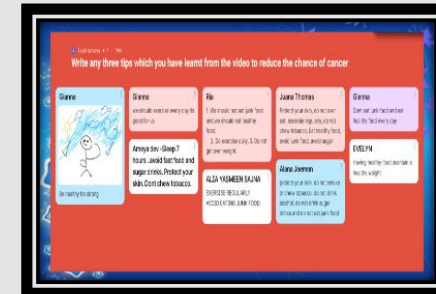 Write any three tips which you have learnt from the video to reduce the chance of cancer
Gianna
Be healthy be strong
Gianna
we should exercise every day its
good for us
Ameya dev -Sleep 7
hours ..avoid fast food and
sugar drinks. Protect your
skin. Dont chew tobacco.
Ria
1. We should not eat junk food
and we should eat healthy
food.
2. Do exercise daily. 3. Do not
get over weight.
ALZA YASMEEN SAJNA
EXERSISE REGULARLY
AVOID EATING JUNK FOOD
Juana Thomas
Protect your skin, do not over
eat, exercise regularly, do not
chew tobacco, Eat healthy food,
avoid junk food, avoid sugar
Alana Jeemon
protect your skin, do not smoke
or chew tobacco, do not drink
alcohol, do not drink sugar
drinks and do not eat junk food
Gianna
Dont eat junk food and eat
healthy food every day
EVELYN
Having healthy food maintain a
healthy weight